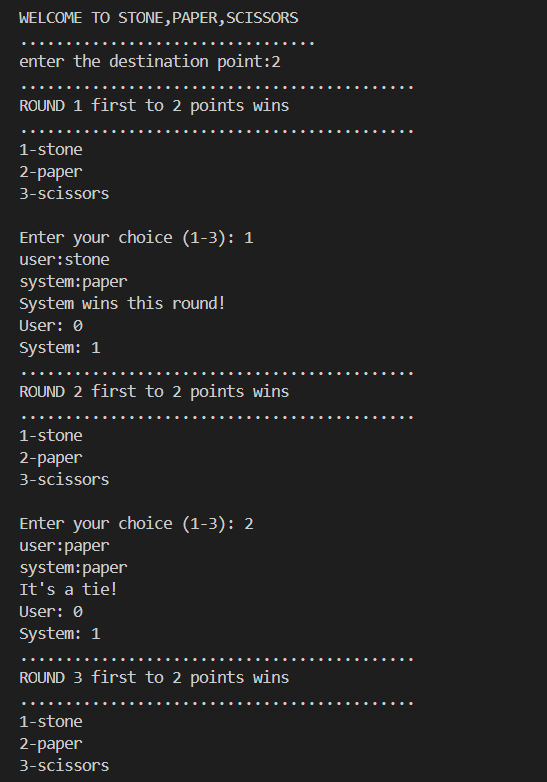 WELCOME TO STONE,PAPER,SCISSORS
.................................
enter the destination point:2
............................................
ROUND 1 first to 2 points wins
............................................
1-stone
2-paper
3-scissors
Enter your choice (1-3): 1
user:stone
system:paper
System wins this round!
User: 0
System: 1
............................................
ROUND 2 first to 2 points wins
............................................
1-stone
2-paper
3-scissors
Enter your choice (1-3): 2
user:paper
system:paper
It's a tie!
User: 0
System: 1
............................................
ROUND 3 first to 2 points wins
............................................
1-stone
2-paper
3-scissors